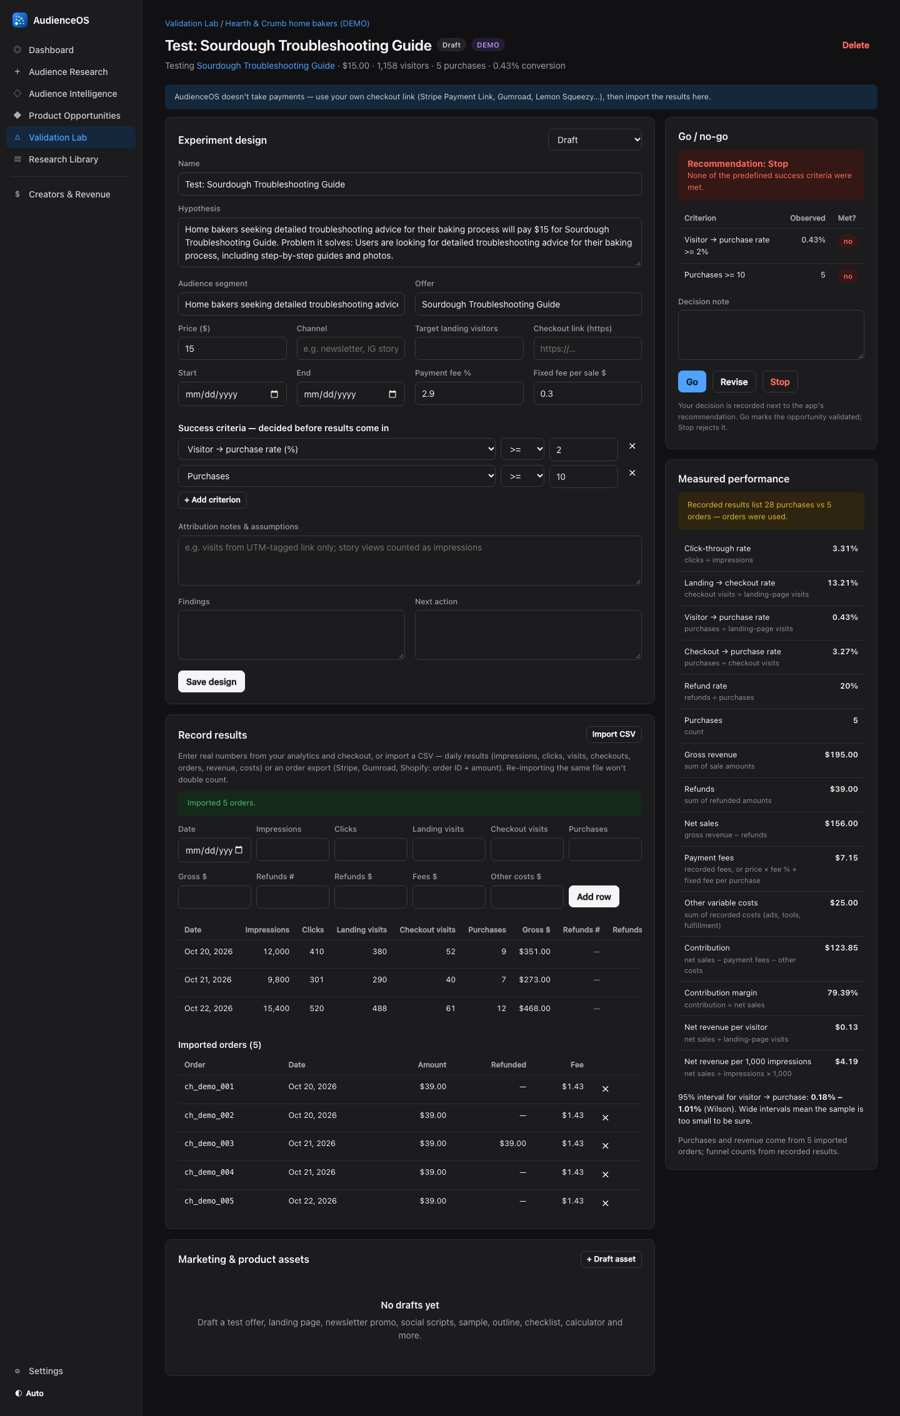 AudienceOS
Dashboard
Audience Research
Audience Intelligence
Product Opportunities
Validation Lab
Research Library
Creators & Revenue
Settings
Auto
Validation Lab / Hearth & Crumb home bakers (DEMO)
Test: Sourdough Troubleshooting Guide Draft DEMO
Delete
Testing Sourdough Troubleshooting Guide · $15.00 · 1,158 visitors · 5 purchases · 0.43% conversion
AudienceOS doesn't take payments — use your own checkout link (Stripe Payment Link, Gumroad, Lemon Squeezy…), then import the results here.
Experiment design
Draft
Name
Test: Sourdough Troubleshooting Guide
Hypothesis
Home bakers seeking detailed troubleshooting advice for their baking process will pay $15 for Sourdough
Troubleshooting Guide. Problem it solves: Users are looking for detailed troubleshooting advice for their baking
process, including step-by-step guides and photos.
Audience segment Offer
Home bakers seeking detailed troubleshooting advice Sourdough Troubleshooting Guide
Price ($) Channel Target landing visitors Checkout link (https)
15 e.g. newsletter, IG story https://...
Start End Payment fee % Fixed fee per sale $
mm/dd/yyyy mm/dd/yyyy 2.9 0.3
Success criteria — decided before results come in
Visitor → purchase rate (%) >= 2 ✕
Purchases >= 10 ✕
+ Add criterion
Attribution notes & assumptions
e.g. visits from UTM-tagged link only; story views counted as impressions
Findings Next action
Save design
Record results
Import CSV
Enter real numbers from your analytics and checkout, or import a CSV — daily results (impressions, clicks, visits, checkouts,
orders, revenue, costs) or an order export (Stripe, Gumroad, Shopify: order ID + amount). Re-importing the same file won't
double count.
Imported 5 orders.
Date Impressions Clicks Landing visits Checkout visits Purchases
mm/dd/yyy
Gross $ Refunds # Refunds $ Fees $ Other costs $
Add row
Date Impressions Clicks Landing visits Checkout visits Purchases Gross $ Refunds # Refunds
Oct 20, 2026 12,000 410 380 52 9 $351.00 —
Oct 21, 2026 9,800 301 290 40 7 $273.00 —
Oct 22, 2026 15,400 520 488 61 12 $468.00 —
Imported orders (5)
Order Date Amount Refunded Fee
ch_demo_001 Oct 20, 2026 $39.00 — $1.43 ✕
ch_demo_002 Oct 20, 2026 $39.00 — $1.43 ✕
ch_demo_003 Oct 21, 2026 $39.00 $39.00 $1.43 ✕
ch_demo_004 Oct 21, 2026 $39.00 — $1.43 ✕
ch_demo_005 Oct 22, 2026 $39.00 — $1.43 ✕
Marketing & product assets
+ Draft asset
No drafts yet
Draft a test offer, landing page, newsletter promo, social scripts, sample, outline, checklist, calculator and
more.
Go / no-go
Recommendation: Stop
None of the predefined success criteria were
met.
Criterion Observed Met?
Visitor → purchase rate 0.43% no
>= 2%
Purchases >= 10 5 no
Decision note
Go Revise Stop
Your decision is recorded next to the app's
recommendation. Go marks the opportunity validated;
Stop rejects it.
Measured performance
Recorded results list 28 purchases vs 5
orders — orders were used.
Click-through rate 3.31%
clicks ÷ impressions
Landing → checkout rate 13.21%
checkout visits ÷ landing-page visits
Visitor → purchase rate 0.43%
purchases ÷ landing-page visits
Checkout → purchase rate 3.27%
purchases ÷ checkout visits
Refund rate 20%
refunds ÷ purchases
Purchases 5
count
Gross revenue $195.00
sum of sale amounts
Refunds $39.00
sum of refunded amounts
Net sales $156.00
gross revenue − refunds
Payment fees $7.15
recorded fees, or price × fee % +
fixed fee per purchase
Other variable costs $25.00
sum of recorded costs (ads, tools,
fulfillment)
Contribution $123.85
net sales − payment fees − other
costs
Contribution margin 79.39%
contribution ÷ net sales
Net revenue per visitor $0.13
net sales ÷ landing-page visits
Net revenue per 1,000 impressions $4.19
net sales ÷ impressions × 1,000
95% interval for visitor → purchase: 0.18% –
1.01% (Wilson). Wide intervals mean the sample is
too small to be sure.
Purchases and revenue come from 5 imported
orders; funnel counts from recorded results.